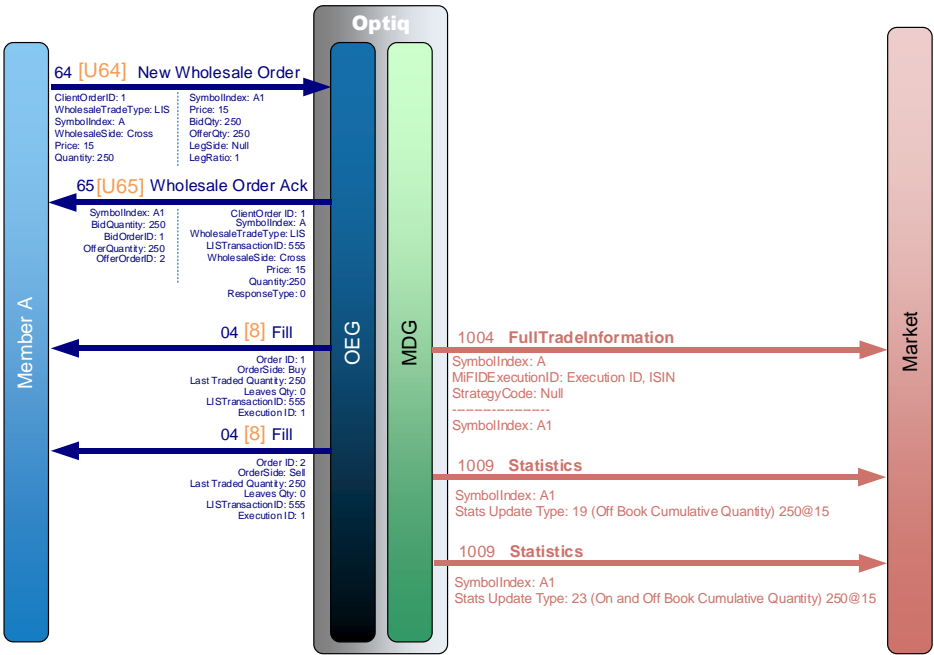 Optiq
Member A
OEG
MDG
Market
64 [U64] New Wholesale Order
ClientOrderID: 1
WholesaleTradeType: LIS
SymbolIndex: A
WholesaleSide: Cross
Price: 15
Quantity: 250
SymbolIndex: A1
Price: 15
BidQty: 250
OfferQty: 250
LegSide: Null
LegRatio: 1
65 [U65] Wholesale Order Ack
SymbolIndex: A1
BidQuantity: 250
BidOrderID: 1
OfferQuantity: 250
OfferOrderID: 2
ClientOrder ID: 1
SymbolIndex: A
WholesaleTradeType: LIS
LISTransactionID: 555
WholesaleSide: Cross
Price: 15
Quantity:250
ResponseType: 0
04 [8] Fill
Order ID: 1
OrderSide: Buy
Last Traded Quantity: 250
Leaves Qty: 0
LISTransactionID: 555
Execution ID: 1
04 [8] Fill
Order ID: 2
OrderSide: Sell
Last Traded Quantity: 250
Leaves Qty: 0
LISTransactionID: 555
Execution ID: 1
1004 FullTradeInformation
SymbolIndex: A
MiFIDExecutionID: Execution ID, ISIN
StrategyCode: Null
----------------------
SymbolIndex: A1
1009 Statistics
SymbolIndex: A1
Stats Update Type: 19 (Off Book Cumulative Quantity) 250@15
1009 Statistics
SymbolIndex: A1
Stats Update Type: 23 (On and Off Book Cumulative Quantity) 250@15